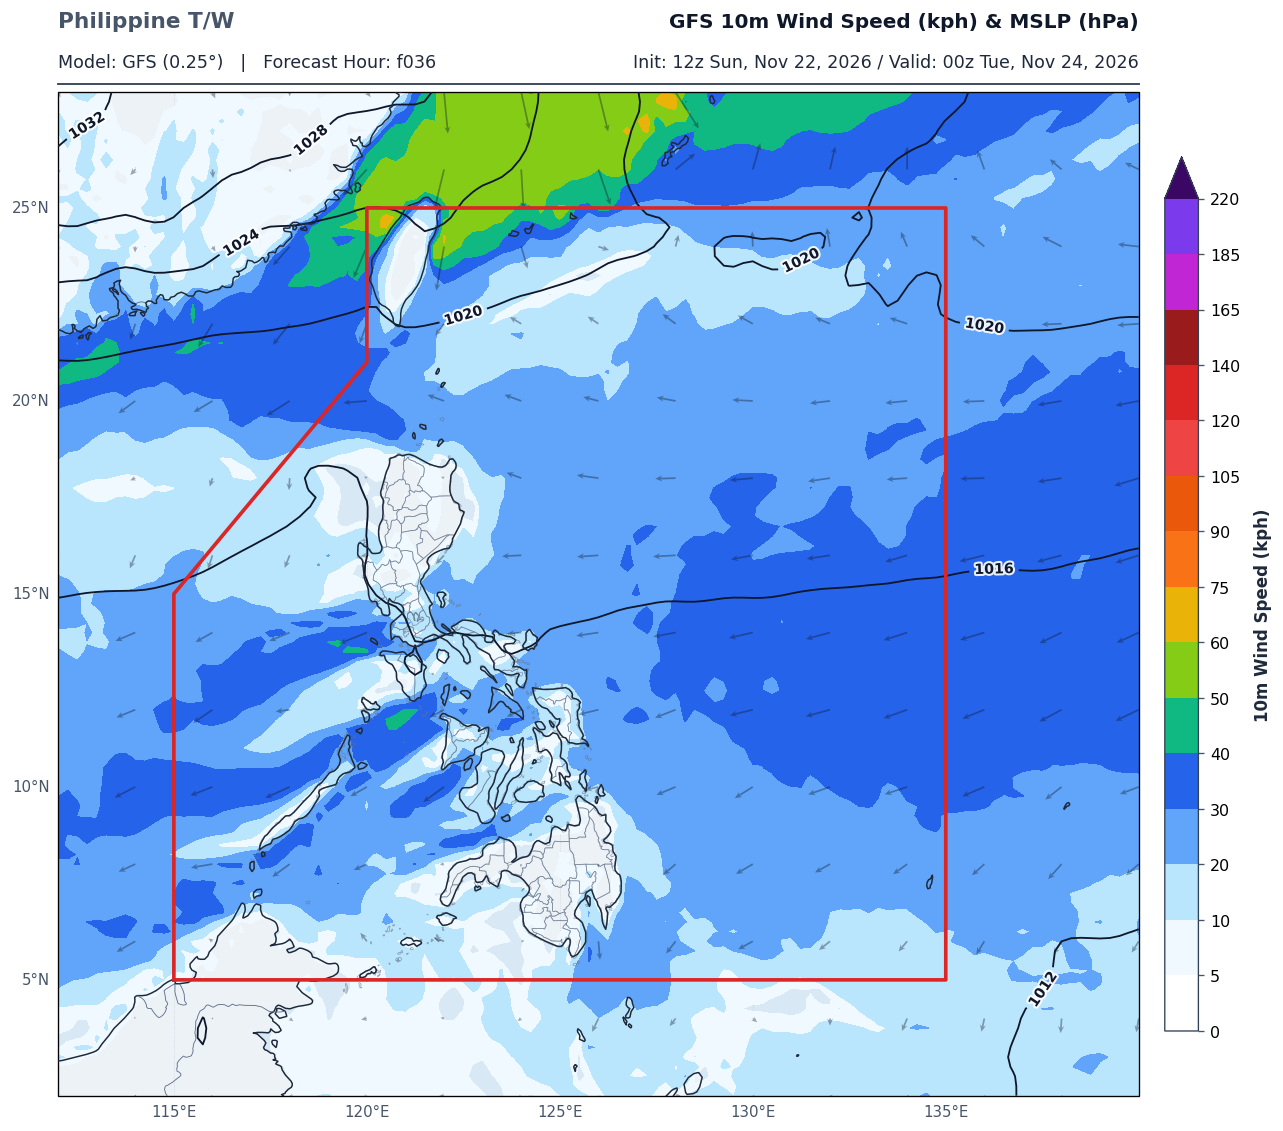 Philippine T/W
GFS 10m Wind Speed (kph) & MSLP (hPa)
Model: GFS (0.25°) | Forecast Hour: f036
Init: 12z Sun, Nov 22, 2026 / Valid: 00z Tue, Nov 24, 2026
1032
1028
1024
1020
1020
1020
1016
1012
25°N
20°N
15°N
10°N
5°N
115°E
120°E
125°E
130°E
135°E
220
185
165
140
120
105
90
75
60
50
40
30
20
10
5
0
10m Wind Speed (kph)